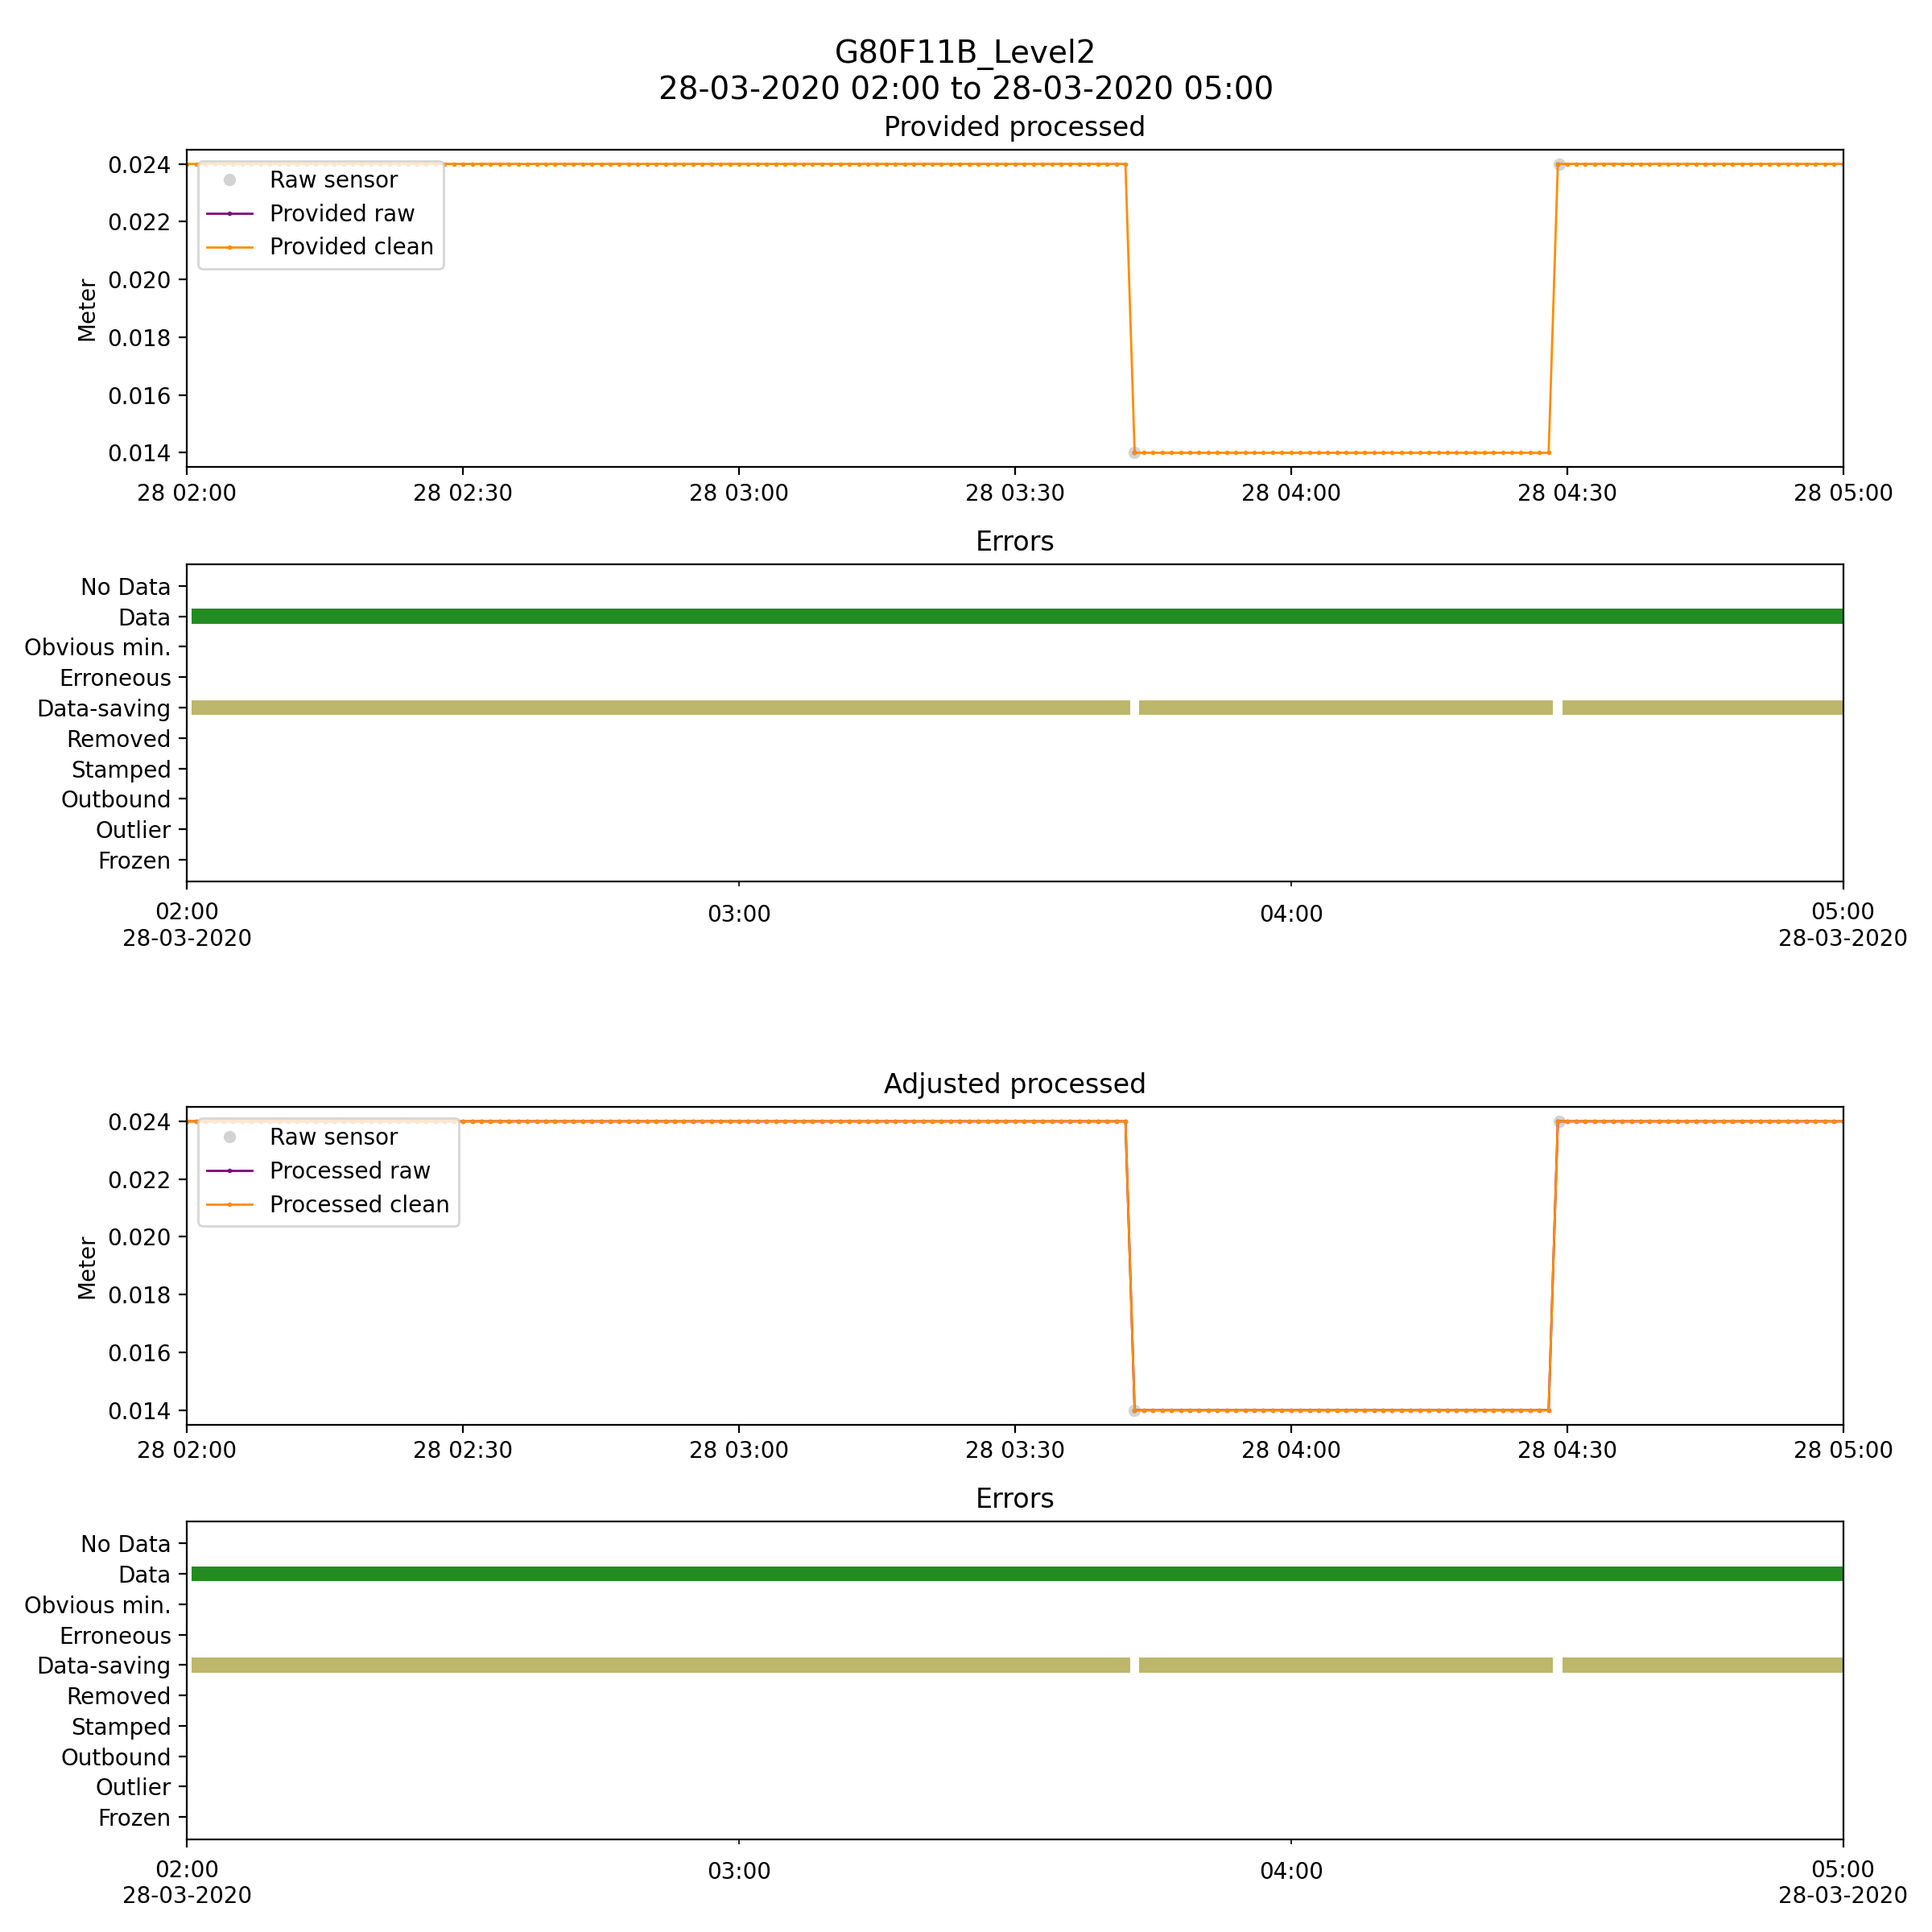 G80F11B_Level2
28-03-2020 02:00 to 28-03-2020 05:00
Provided processed
0.024
0.022
0.020
0.018
0.016
0.014
Meter
Raw sensor
Provided raw
Provided clean
28 02:00
28 02:30
28 03:00
28 03:30
28 04:00
28 04:30
28 05:00
Errors
No Data
Data
Obvious min.
Erroneous
Data-saving
Removed
Stamped
Outbound
Outlier
Frozen
02:00
28-03-2020
03:00
04:00
05:00
28-03-2020
Adjusted processed
0.024
0.022
0.020
0.018
0.016
0.014
Meter
Raw sensor
Processed raw
Processed clean
28 02:00
28 02:30
28 03:00
28 03:30
28 04:00
28 04:30
28 05:00
Errors
No Data
Data
Obvious min.
Erroneous
Data-saving
Removed
Stamped
Outbound
Outlier
Frozen
02:00
28-03-2020
03:00
04:00
05:00
28-03-2020